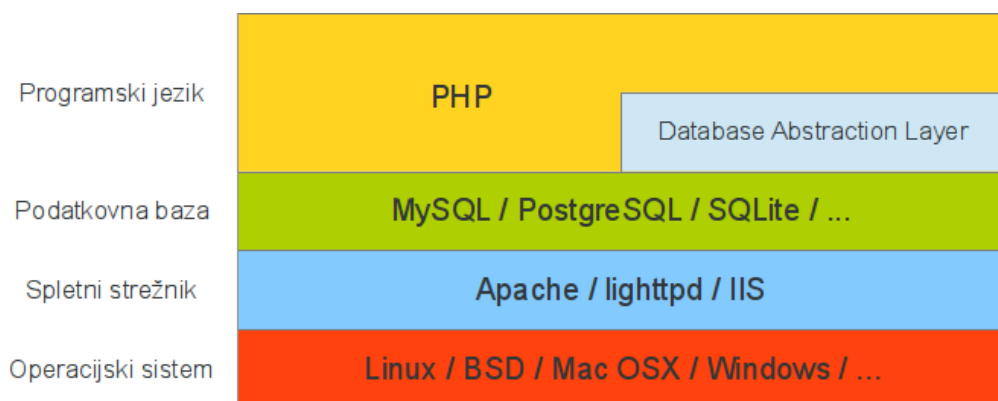 Programski jezik
PHP
Database Abstraction Layer
Podatkovna baza
MySQL / PostgreSQL / SQLite / ...
Spletni strežnik
Apache / lighttpd / IIS
Operacijski sistem
Linux / BSD / Mac OSX / Windows / ...